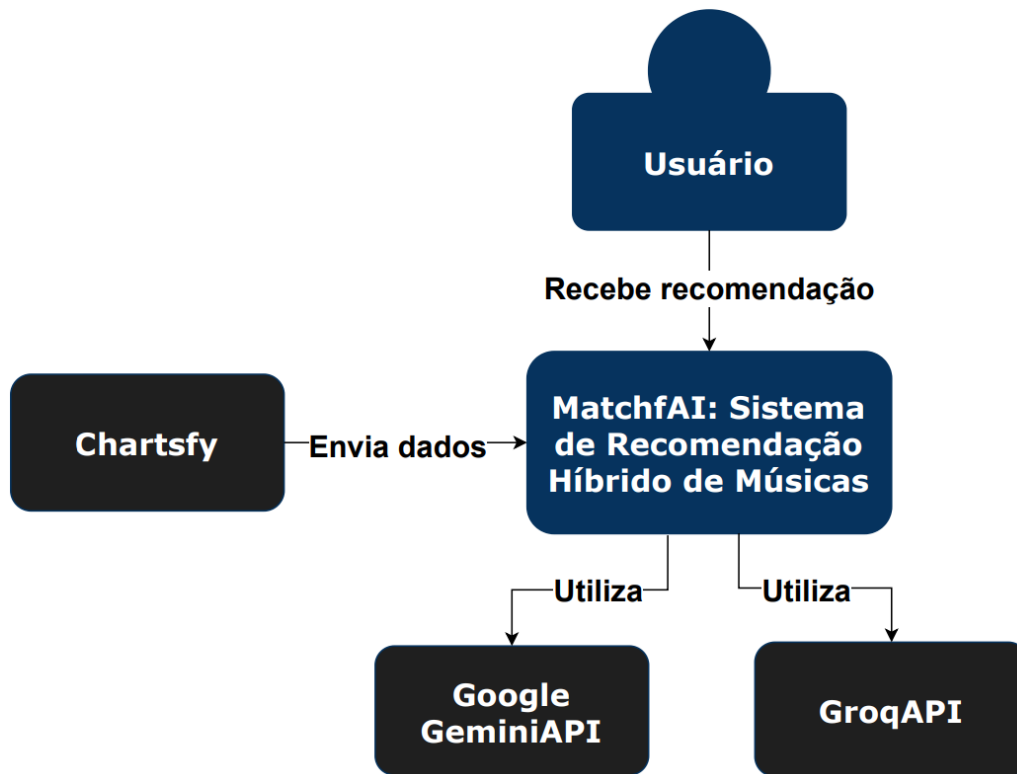 Usuário
Recebe recomendação
MatchfAI: Sistema
de Recomendação
Híbrido de Músicas
Chartsfy
Envia dados
Utiliza
Utiliza
Google
GeminiAPI
GroqAPI